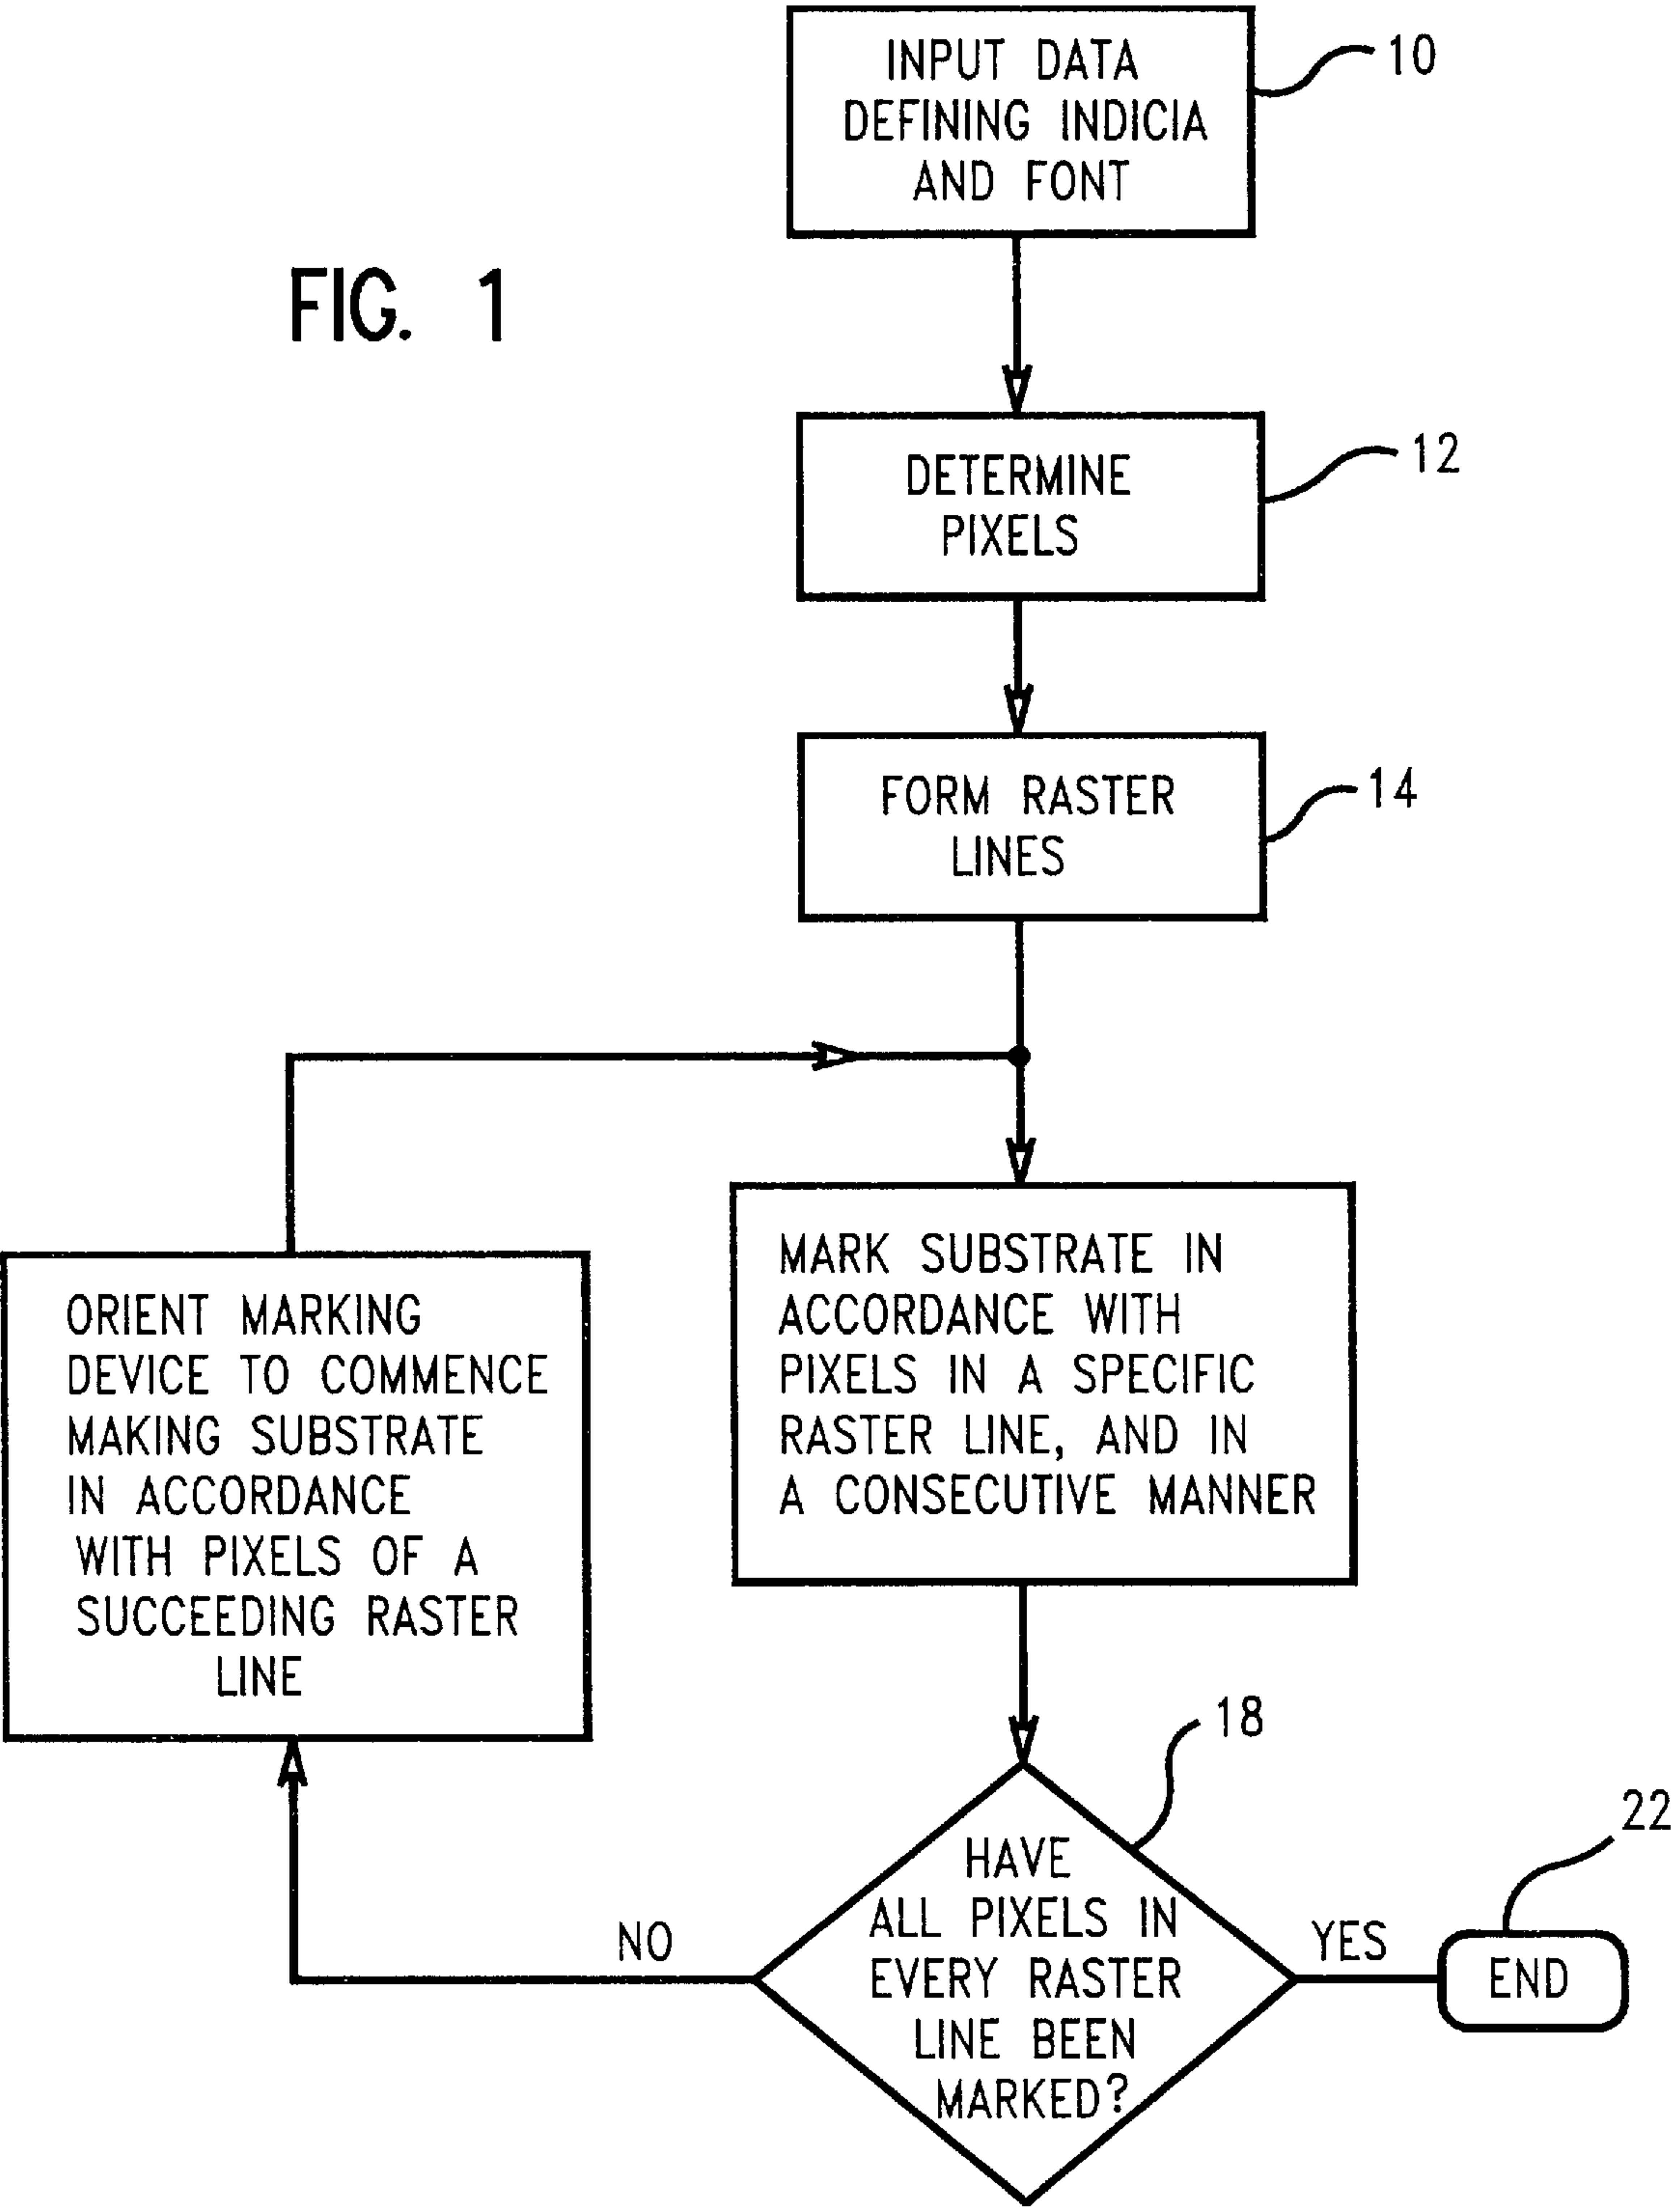 INPUT DATA
DEFINING INDICIA
AND FONT
10
FIG. 1
DETERMINE
PIXELS
12
FORM RASTER
LINES
14
MARK SUBSTRATE IN
ACCORDANCE WITH
PIXELS IN A SPECIFIC
RASTER LINE, AND IN
A CONSECUTIVE MANNER
ORIENT MARKING
DEVICE TO COMMENCE
MAKING SUBSTRATE
IN ACCORDANCE
WITH PIXELS OF A
SUCCEEDING RASTER
LINE
18
HAVE
ALL PIXELS IN
EVERY RASTER
LINE BEEN
MARKED?
NO
YES
22
END